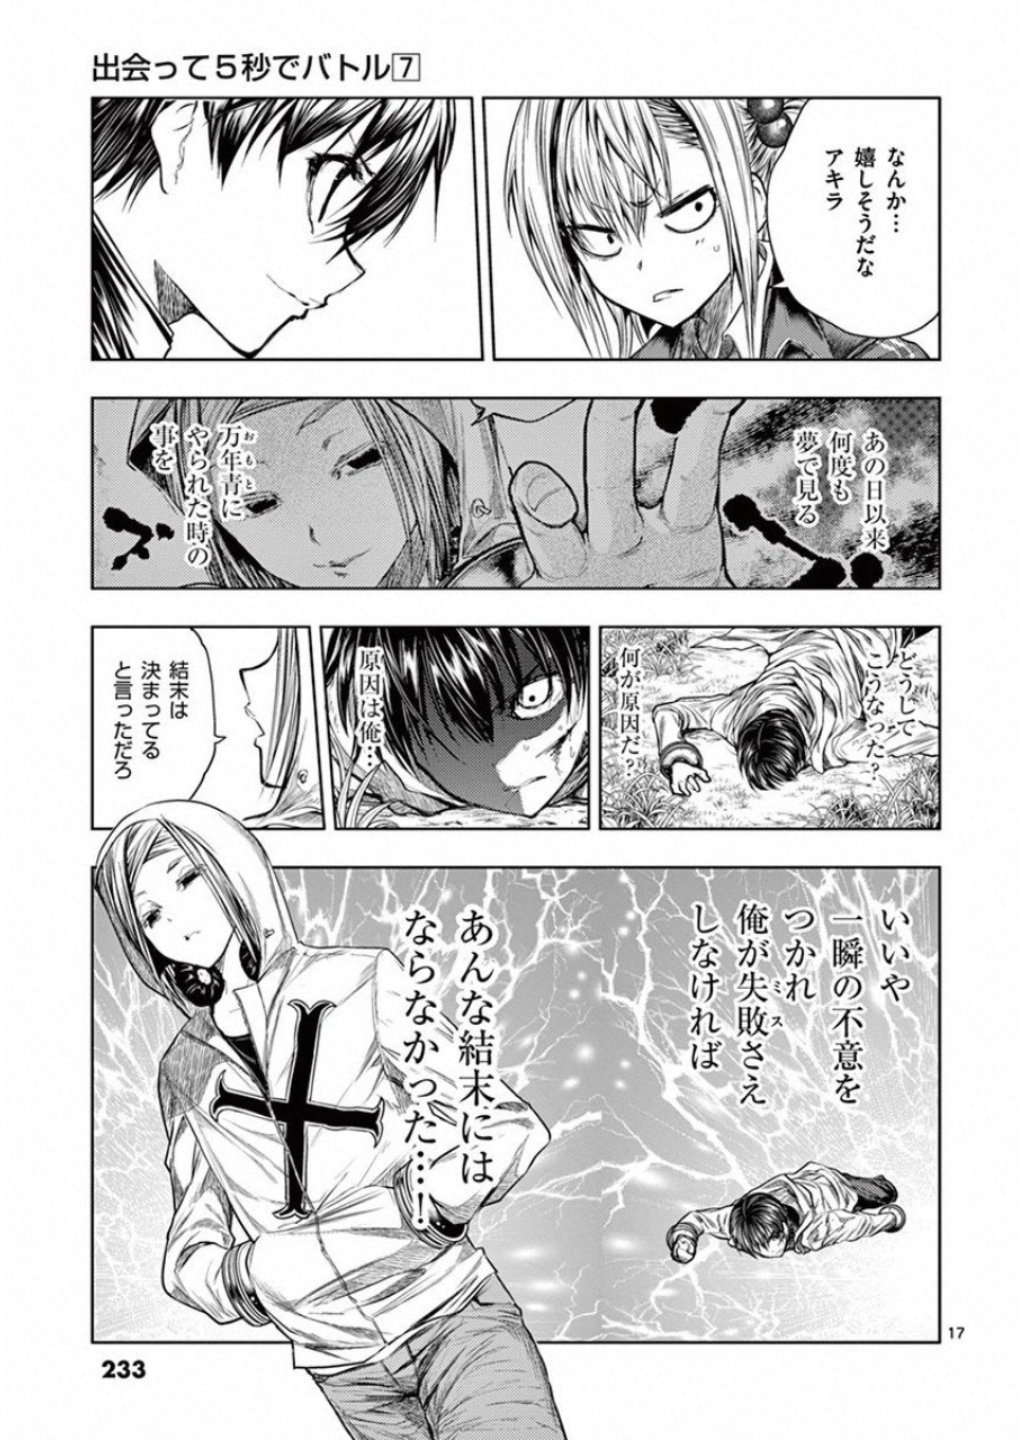 出会って5秒でバトル7
なんか…
嬉しそうだな
アキラ
あの日以来
何度も
夢で見る
万年青に
おもと
やられた時の
事を
どうして
こうなった?
何が原因だ?
原因は俺…
結末は
決まってる
と言っただろ
いいや
一瞬の不意を
つかれ
俺が失敗さえ
ミス
しなければ
あんな結末には
ならなかった……!
17
233